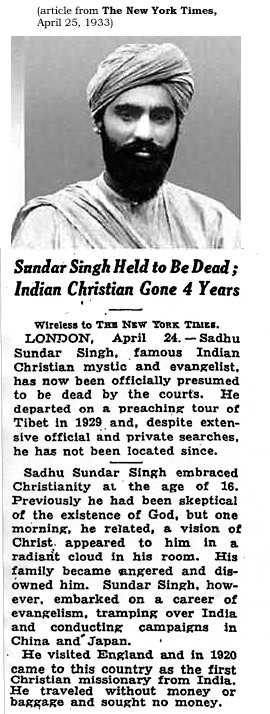 (article from The New York Times,
April 25, 1933)
Sundar Singh Held to Be Dead;
Indian Christian Gone 4 Years
Wireless to THE NEW YORK TIMES.
LONDON, April 24.—Sadhu
Sundar Singh, famous Indian
Christian mystic and evangelist,
has now been officially presumed
to be dead by the courts. He
departed on a preaching tour of
Tibet in 1929 and, despite exten-
sive official and private searches,
he has not been located since.
Sadhu Sundar Singh embraced
Christianity at the age of 16.
Previously he had been skeptical
of the existence of God, but one
morning, he related, a vision of
Christ appeared to him in a
radiant cloud in his room. His
family became angered and dis-
owned him. Sundar Singh, how-
ever, embarked on a career of
evangelism, tramping over India
and conducting campaigns in
China and Japan.
He visited England and in 1920
came to this country as the first
Christian missionary from India.
He traveled without money or
baggage and sought no money.